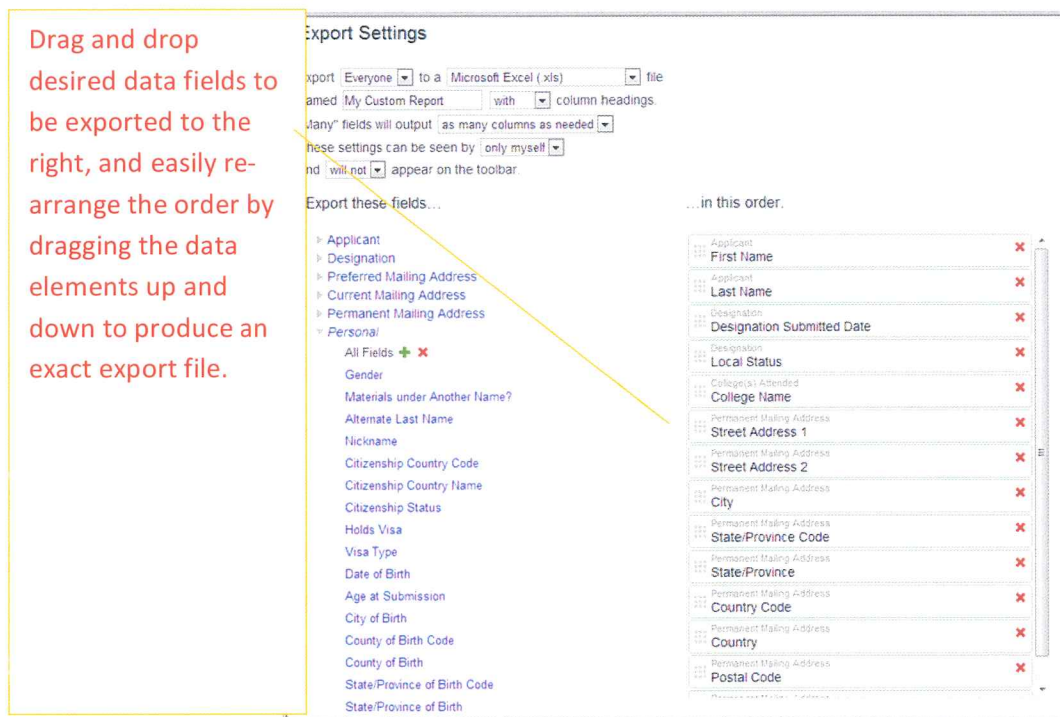 Drag and drop
desired data fields to
be exported to the
right, and easily re-
arrange the order by
dragging the data
elements up and
down to produce an
exact export file.
Export Settings
xport Everyone to a Microsoft Excel (.xls) file
amed My Custom Report with column headings.
Many" fields will output as many columns as needed
hese settings can be seen by only myself
nd will not appear on the toolbar.
Export these fields...
Applicant
Designation
Preferred Mailing Address
Current Mailing Address
Permanent Mailing Address
Personal
All Fields
Gender
Materials under Another Name?
Alternate Last Name
Nickname
Citizenship Country Code
Citizenship Country Name
Citizenship Status
Holds Visa
Visa Type
Date of Birth
Age at Submission
City of Birth
County of Birth Code
County of Birth
State/Province of Birth Code
State/Province of Birth
...in this order.
Applicant
First Name
Applicant
Last Name
Designation
Designation Submitted Date
Designation
Local Status
College(s) Attended
College Name
Permanent Mailing Address
Street Address 1
Permanent Mailing Address
Street Address 2
Permanent Mailing Address
City
Permanent Mailing Address
State/Province Code
Permanent Mailing Address
State/Province
Permanent Mailing Address
Country Code
Permanent Mailing Address
Country
Permanent Mailing Address
Postal Code